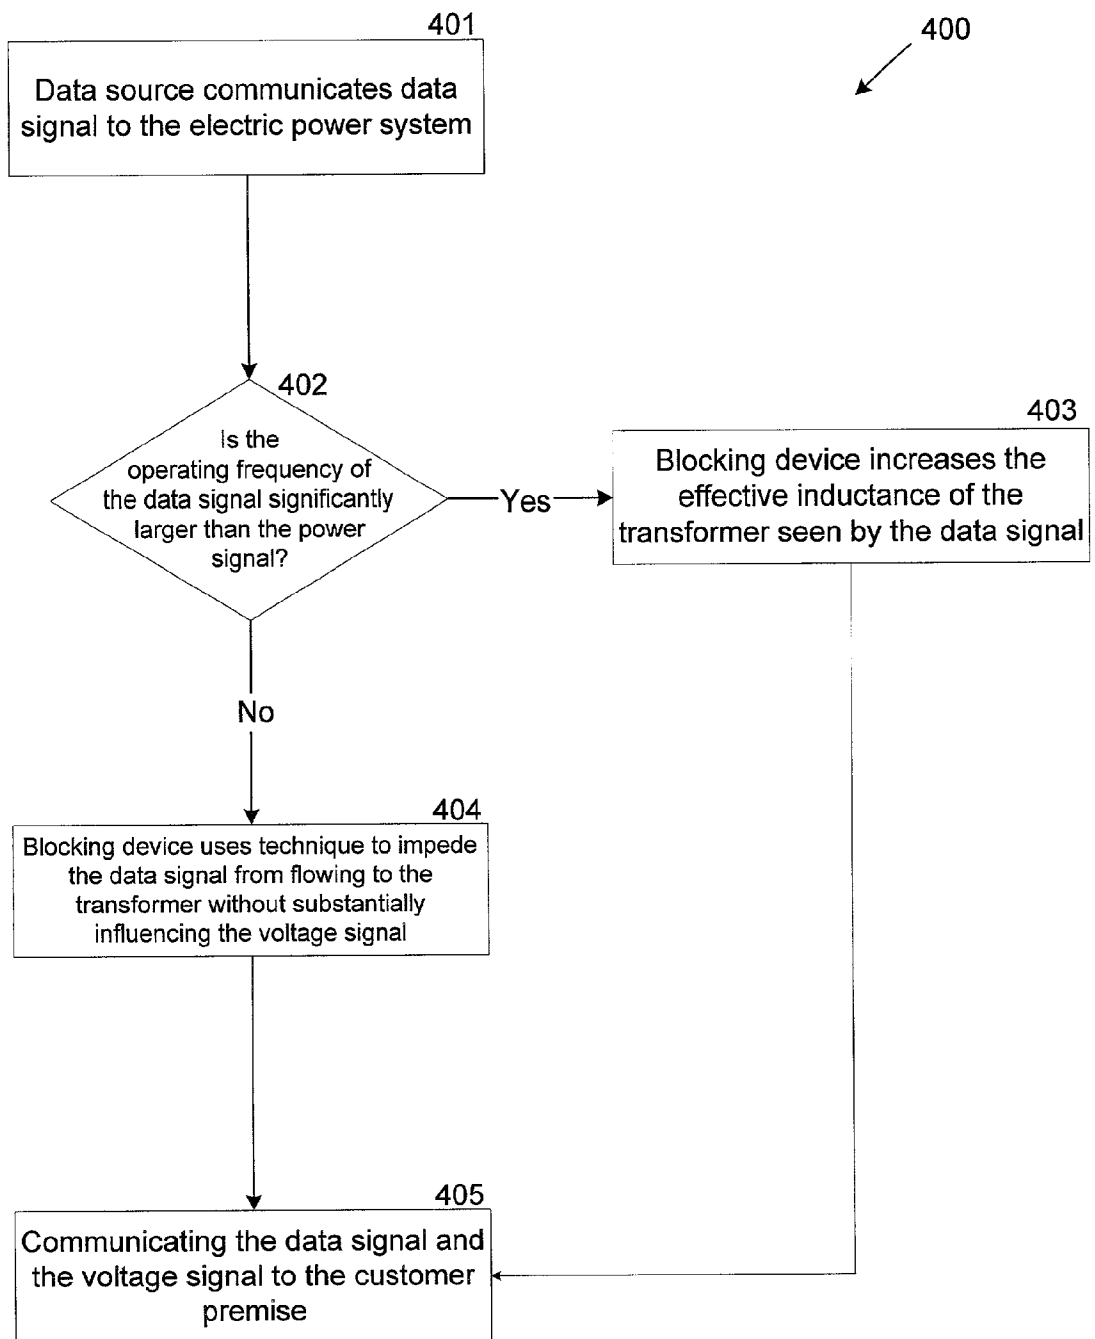 401
400
Data source communicates data
signal to the electric power system
402
Is the
operating frequency of
the data signal significantly
larger than the power
signal?
Yes
403
Blocking device increases the
effective inductance of the
transformer seen by the data signal
No
404
Blocking device uses technique to impede
the data signal from flowing to the
transformer without substantially
influencing the voltage signal
405
Communicating the data signal and
the voltage signal to the customer
premise